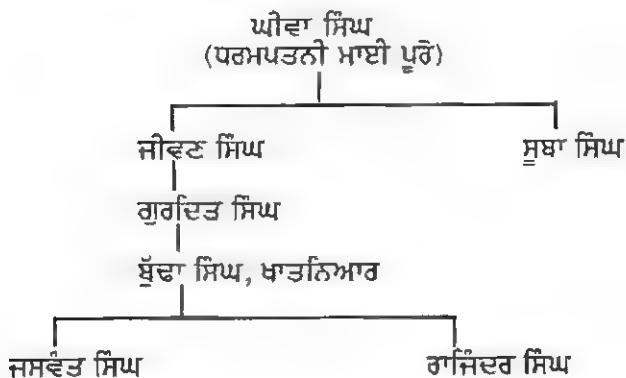 ਘੀਵਾ ਸਿੰਘ
(ਧਰਮਪਤਨੀ ਮਾਈ ਪੂਰੋ)
ਜੀਵਣ ਸਿੰਘ ਸੂਬਾ ਸਿੰਘ
ਗੁਰਦਿਤ ਸਿੰਘ
ਬੁੱਢਾ ਸਿੰਘ, ਖਾਤਨਿਆਰ
ਜਸਵੰਤ ਸਿੰਘ ਰਾਜਿੰਦਰ ਸਿੰਘ